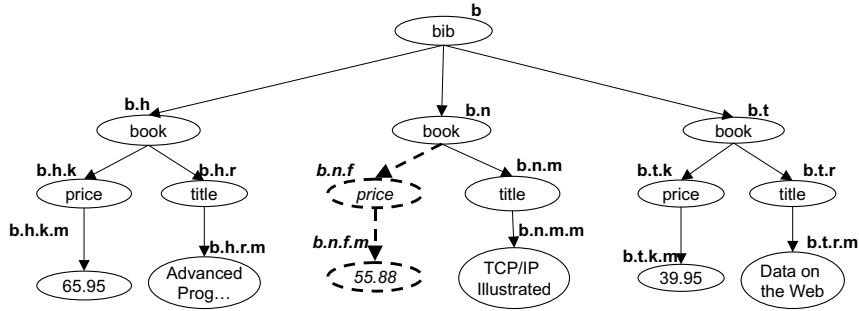 b
bib
b.h
b.n
b.t
book
book
book
b.h.k
b.h.r
b.n.f
b.n.m
b.t.k
b.t.r
price
title
price
title
price
title
b.h.k.m
b.h.r.m
b.n.f.m
b.n.m.m
b.t.k.m
b.t.r.m
65.95
Advanced
Prog…
55.88
TCP/IP
Illustrated
39.95
Data on
the Web